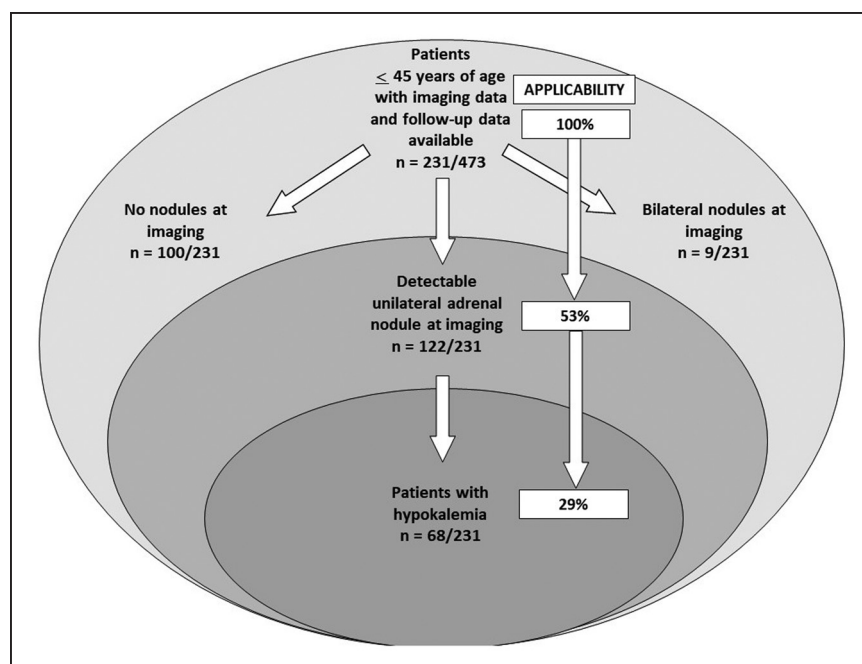 Patients
≤ 45 years of age
with imaging data
and follow-up data
available
n = 231/473
APPLICABILITY
100%
No nodules at
imaging
n = 100/231
Bilateral nodules at
imaging
n = 9/231
Detectable
unilateral adrenal
nodule at imaging
n = 122/231
53%
Patients with
hypokalemia
n = 68/231
29%